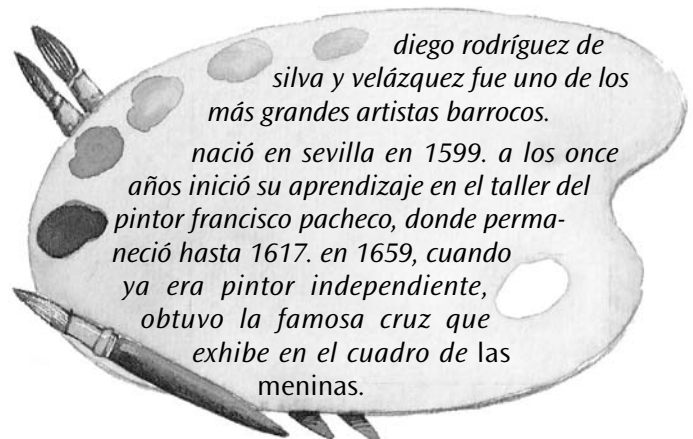 diego rodríguez de
silva y velázquez fue uno de los
más grandes artistas barrocos.
nació en sevilla en 1599. a los once
años inició su aprendizaje en el taller del
pintor francisco pacheco, donde perma-
neció hasta 1617. en 1659, cuando
ya era pintor independiente,
obtuvo la famosa cruz que
exhibe en el cuadro de las
meninas.